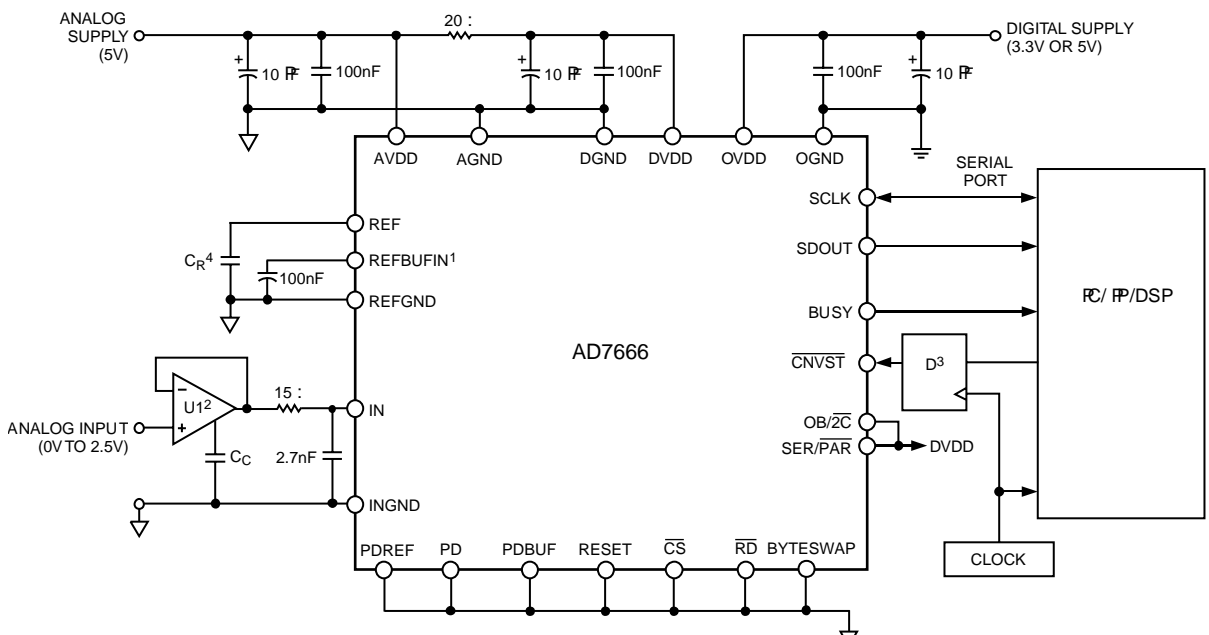 ANALOG
SUPPLY
(5V)
20 :
DIGITAL SUPPLY
(3.3V OR 5V)
10
100nF
10
100nF
100nF
10
AVDD
AGND
DGND
DVDD
OVDD
OGND
SERIAL
PORT
SCLK
REF
CR4
REFBUFIN1
100nF
REFGND
SDOUT
BUSY
/DSP
AD7666
CNVST
D3
15 :
IN
U12
ANALOG INPUT
(0V TO 2.5V)
CC
2.7nF
OB/2C
SER/PAR
DVDD
INGND
PDREF
PD
PDBUF
RESET
CS
RD
BYTESWAP
CLOCK